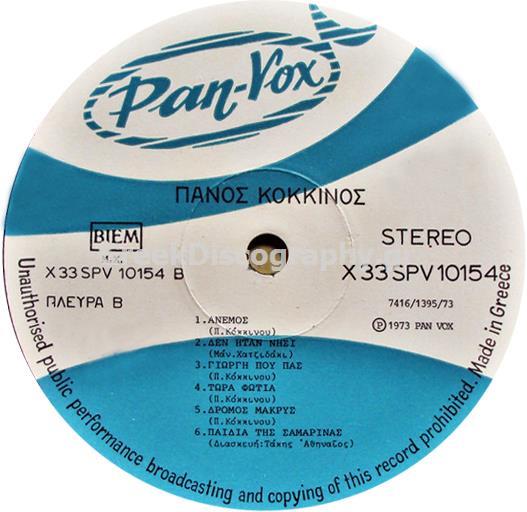 Pan-Vox
ΠΑΝΟΣ ΚΟΚΚΙΝΟΣ
BIEM
M.X.
X 33 SPV 10154 B
ΠΛΕΥΡΑ Β
STEREO
X 33 SPV 10154
7416/1395/73
Ⓟ 1973 PAN VOX
1.ΑΝΕΜΟΣ
(Π.Κόκκινου)
2.ΔΕΝ ΗΤΑΝ ΝΗΣΙ
(Μάν.Χατζιδάκι)
3.ΓΙΩΡΓΗ ΠΟΥ ΠΑΣ
(Π.Κόκκινου)
4.ΤΩΡΑ ΦΩΤΙΑ
(Π.Κόκκινου)
5.ΔΡΟΜΟΣ ΜΑΚΡΥΣ
(Π.Κόκκινου)
6.ΠΑΙΔΙΑ ΤΗΣ ΣΑΜΑΡΙΝΑΣ
(Διασκευή:Τάκης Ἀθηναῖος)
Unauthorised public performance broadcasting and copying of this record prohibited. Made in Greece